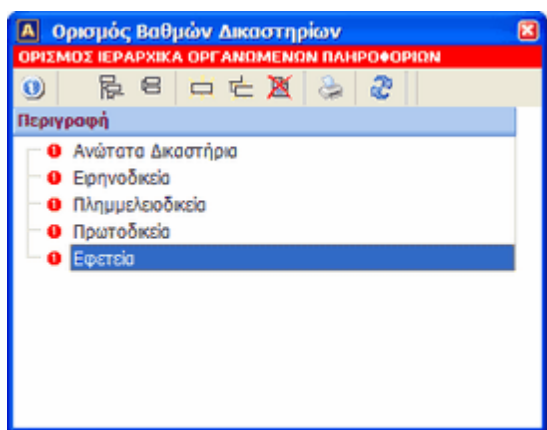 Ορισμός Βαθμών Δικαστηρίων
ΟΡΙΣΜΟΣ ΙΕΡΑΡΧΙΚΑ ΟΡΓΑΝΩΜΕΝΩΝ ΠΛΗΡΟΦΟΡΙΩΝ
Περιγραφή
Ανώτατα Δικαστήρια
Ειρηνοδικεία
Πλημμελειοδικεία
Πρωτοδικεία
Εφετεία